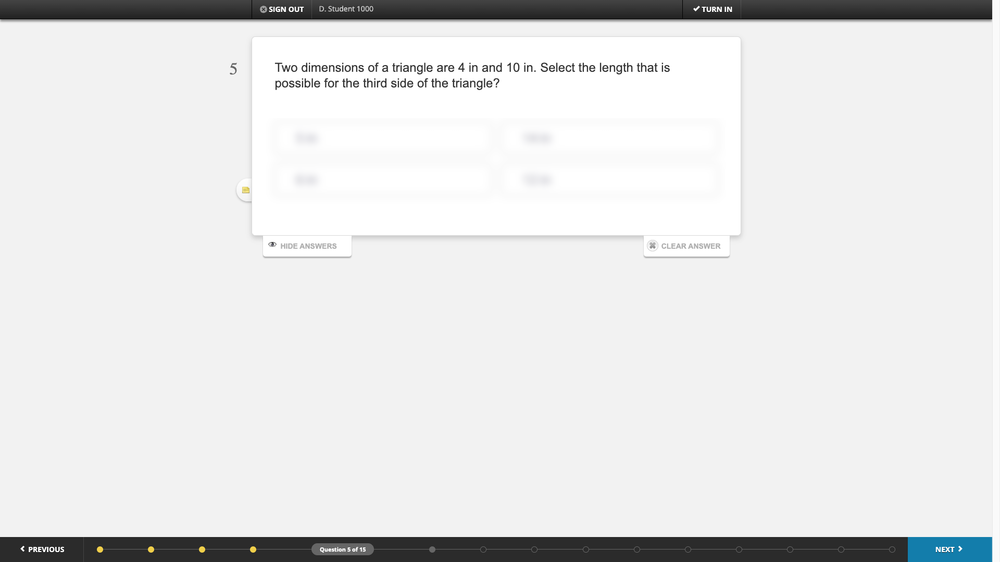 SIGN OUT
D. Student 1000
TURN IN
5
Two dimensions of a triangle are 4 in and 10 in. Select the length that is
possible for the third side of the triangle?
HIDE ANSWERS
CLEAR ANSWER
PREVIOUS
Question 5 of 15
NEXT